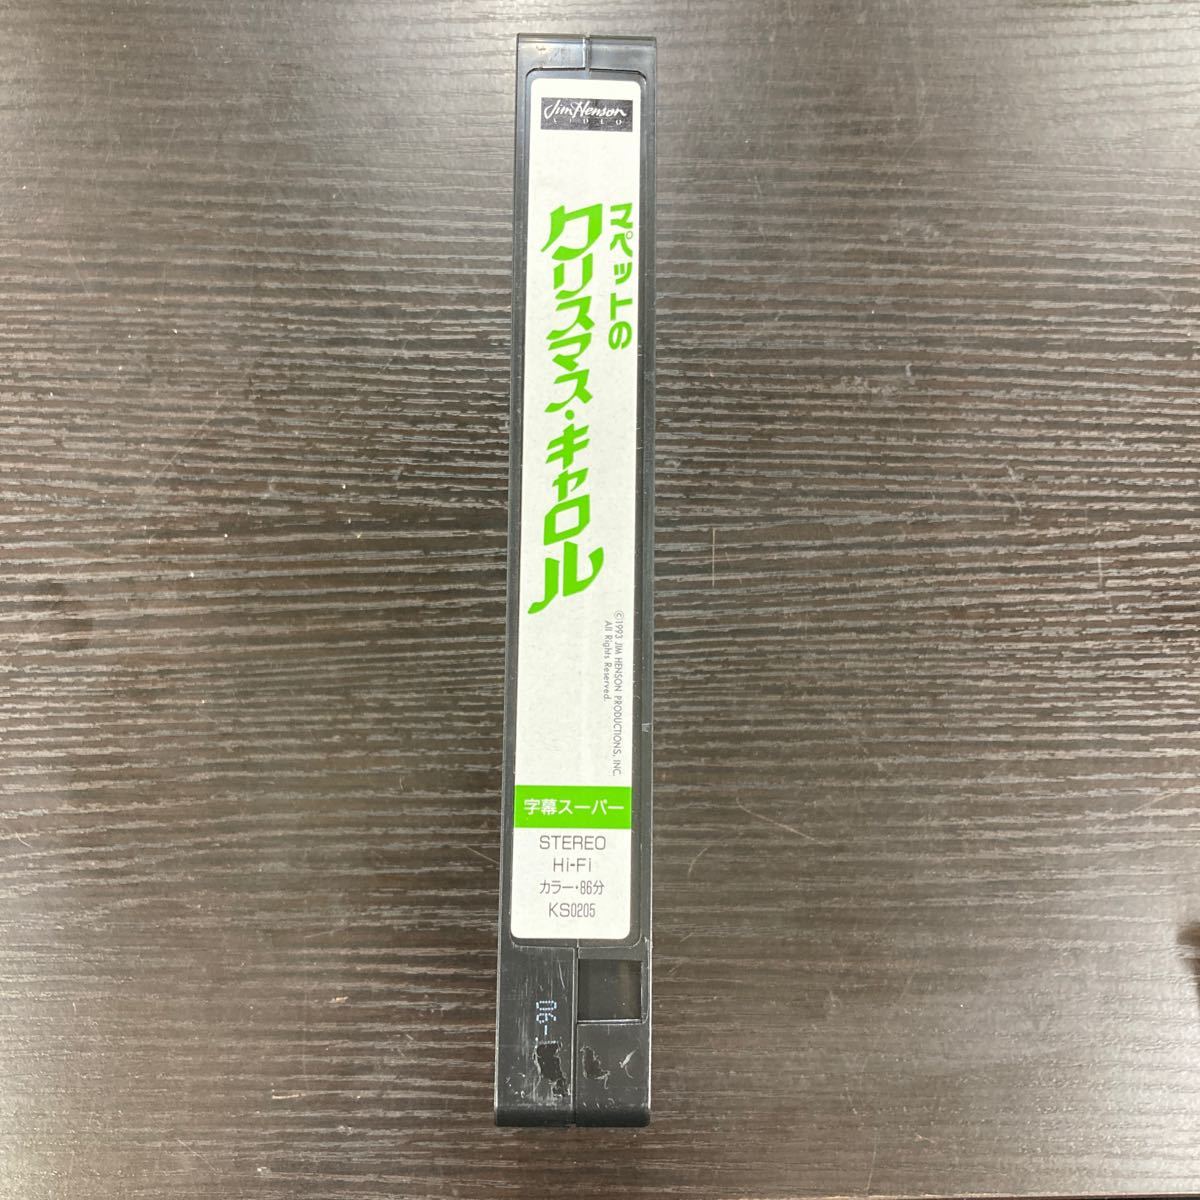 Jim Henson
VIDEO
マペットの
クリスマス・キャロル
©1993 JIM HENSON PRODUCTIONS, INC.
All Rights Reserved.
字幕スーパー
STEREO
Hi-Fi
カラー・86分
KS0205